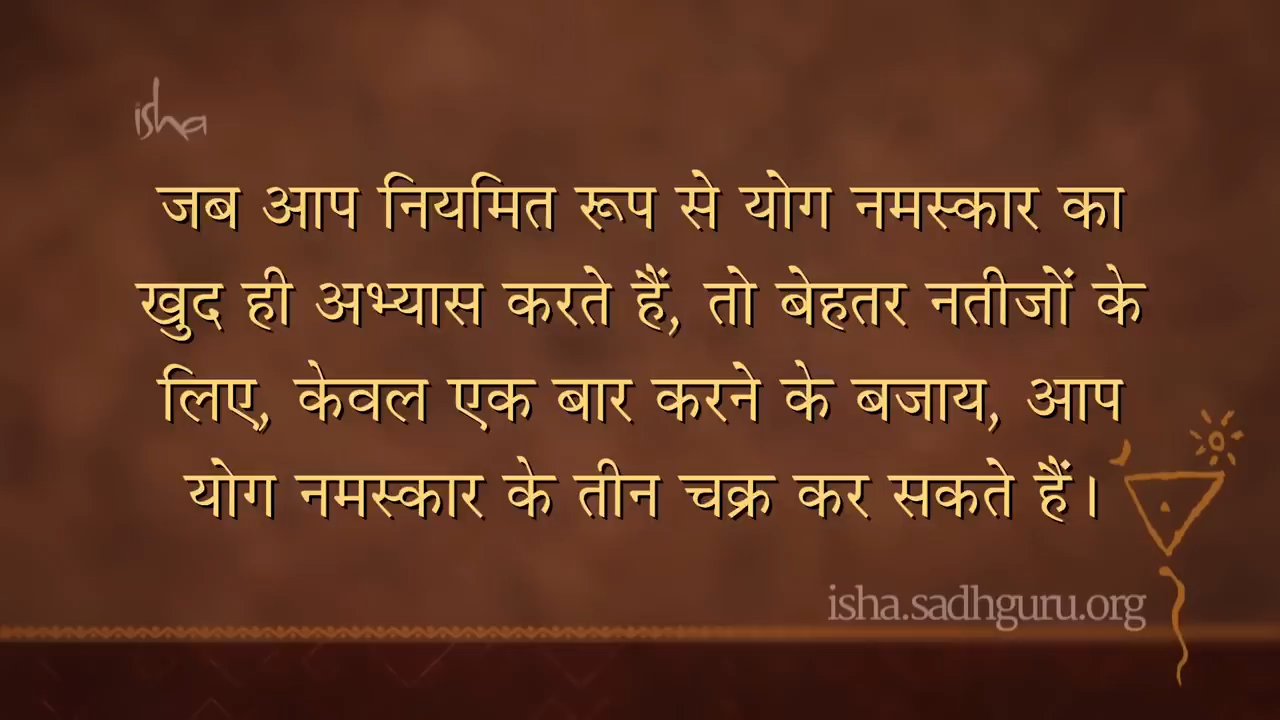 isha
जब आप नियमित रूप से योग नमस्कार का
खुद ही अभ्यास करते हैं, तो बेहतर नतीजों के
लिए, केवल एक बार करने के बजाय, आप
योग नमस्कार के तीन चक्र कर सकते हैं।
isha.sadhguru.org